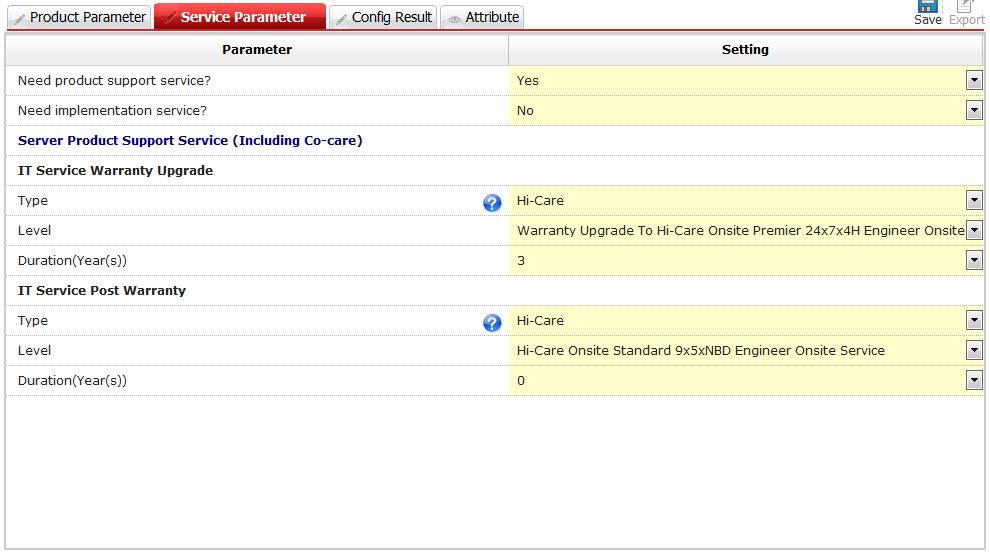 Product Parameter Service Parameter Config Result Attribute Save Export
Parameter Setting
Need product support service? Yes
Need implementation service? No
Server Product Support Service (Including Co-care)
IT Service Warranty Upgrade
Type ? Hi-Care
Level Warranty Upgrade To Hi-Care Onsite Premier 24x7x4H Engineer Onsite
Duration(Year(s)) 3
IT Service Post Warranty
Type ? Hi-Care
Level Hi-Care Onsite Standard 9x5xNBD Engineer Onsite Service
Duration(Year(s)) 0